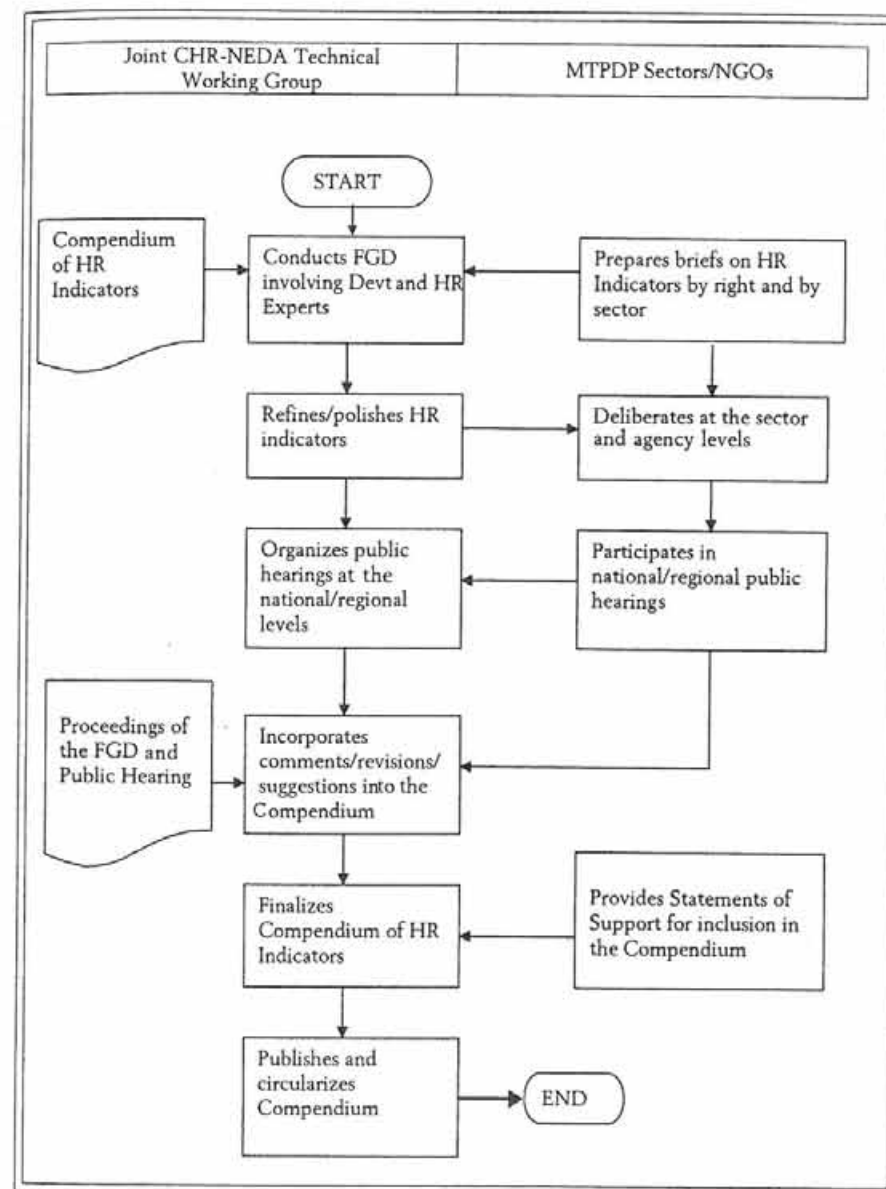 Joint CHR-NEDA Technical
Working Group
MTPDP Sectors/NGOs
START
Compendium
of HR
Indicators
Conducts FGD
involving Devt and HR
Experts
Prepares briefs on HR
Indicators by right and by
sector
Refines/polishes HR
indicators
Deliberates at the sector
and agency levels
Organizes public
hearings at the
national/regional
levels
Participates in
national/regional public
hearings
Proceedings of
the FGD and
Public Hearing
Incorporates
comments/revisions/
suggestions into the
Compendium
Finalizes
Compendium of HR
Indicators
Provides Statements of
Support for inclusion in
the Compendium
Publishes and
circularizes
Compendium
END